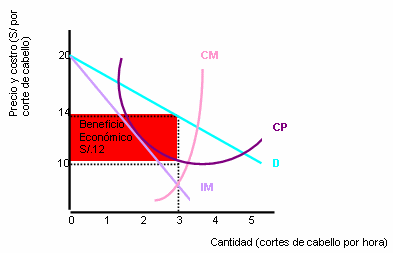 Precio y costro (S/.por
corte de cabello)
20
14
10
Beneficio
Económico
S/.12
CM
CP
D
IM
0 1 2 3 4 5
Cantidad (cortes de cabello por hora)